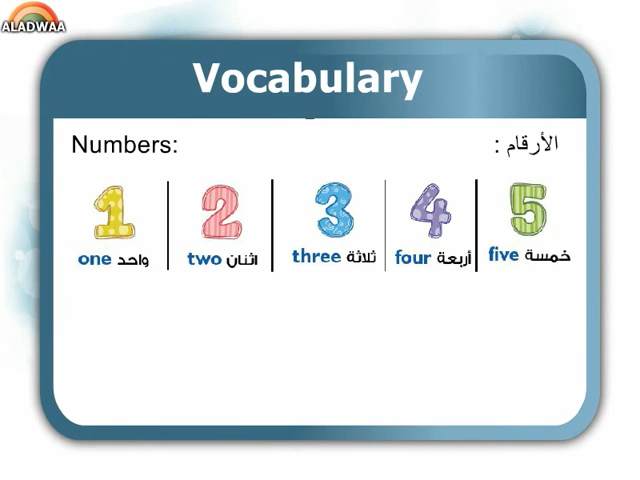 ALADWAA
Vocabulary
Numbers: الأرقام :
1 2 3 4 5
one واحد two اثنان three ثلاثة four أربعة five خمسة